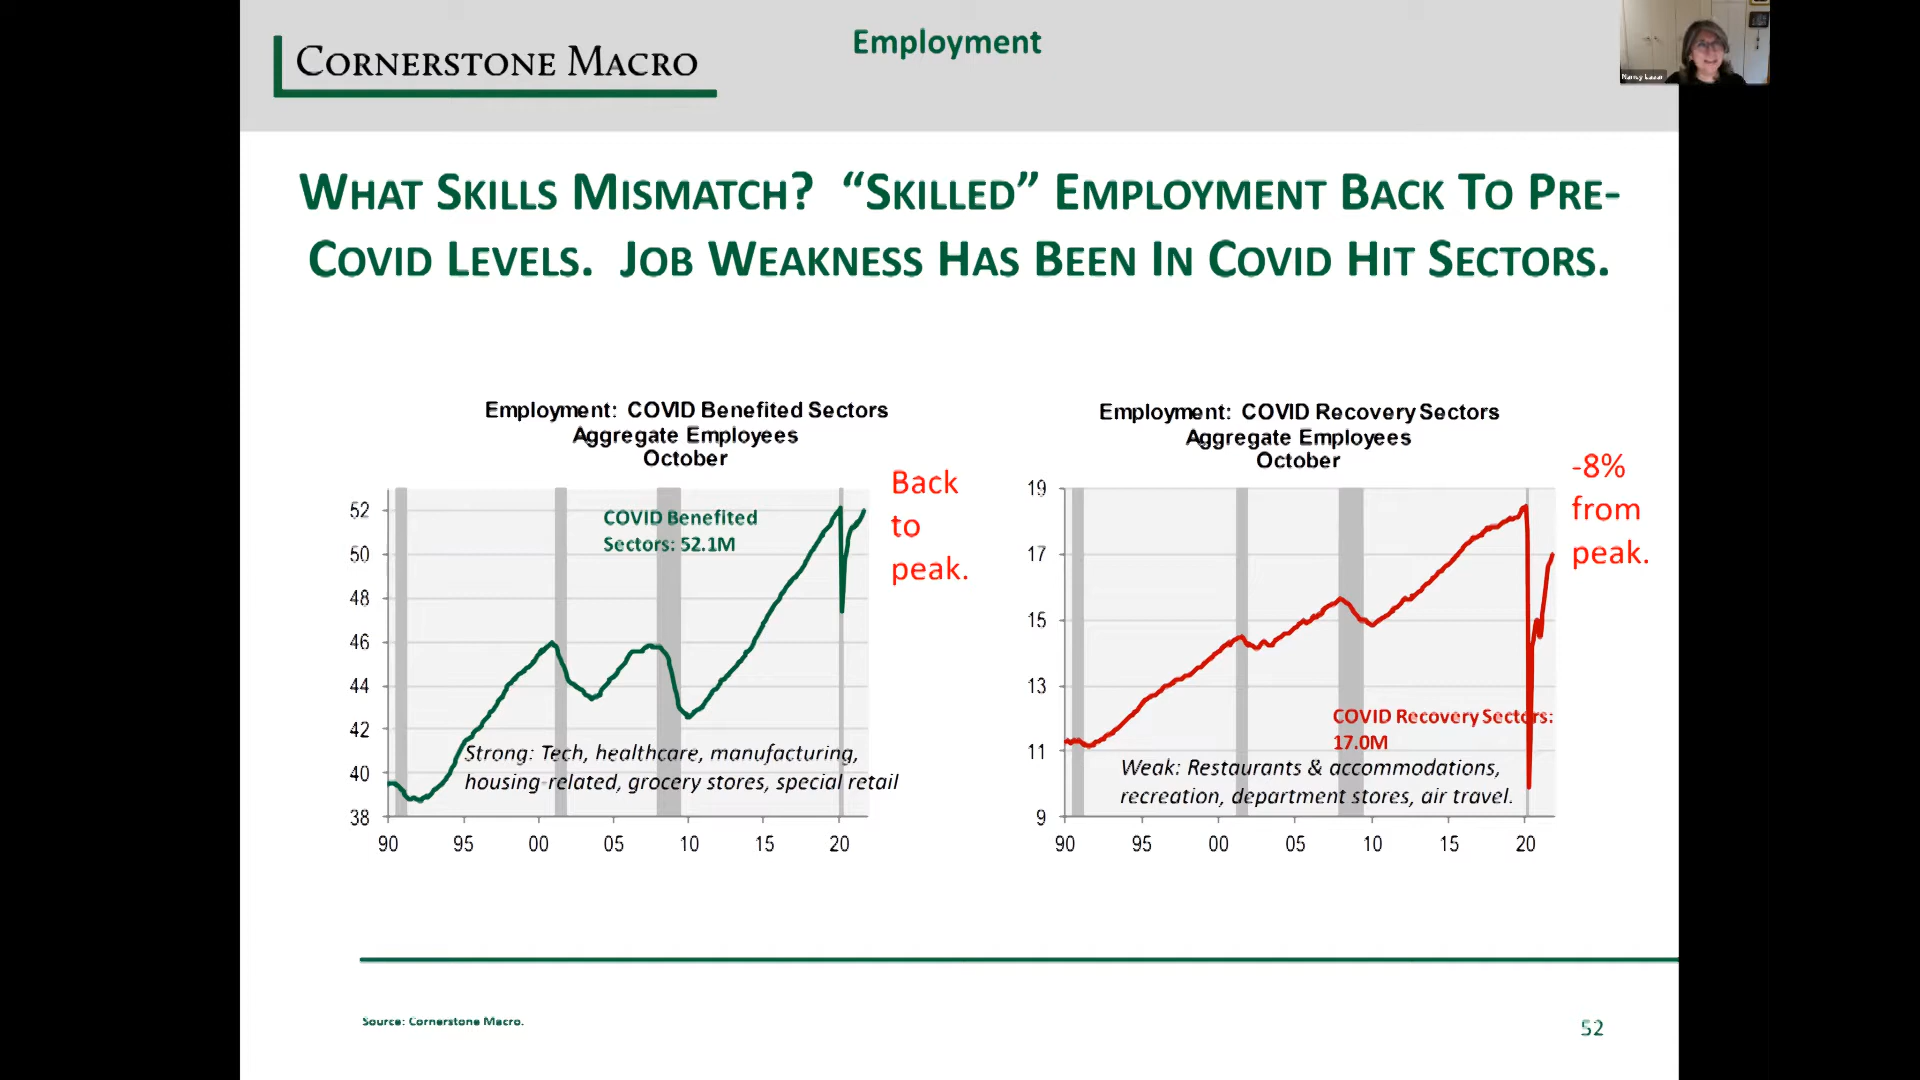 CORNERSTONE MACRO
Employment
Nancy Lazar
WHAT SKILLS MISMATCH? “SKILLED” EMPLOYMENT BACK TO PRE-
COVID LEVELS. JOB WEAKNESS HAS BEEN IN COVID HIT SECTORS.
Employment: COVID Benefited Sectors
Aggregate Employees
October
Back
to
peak.
COVID Benefited
Sectors: 52.1M
52
50
48
46
44
42
40
38
Strong: Tech, healthcare, manufacturing,
housing-related, grocery stores, special retail
90 95 00 05 10 15 20
Employment: COVID Recovery Sectors
Aggregate Employees
October
-8%
from
peak.
19
17
15
13
11
9
COVID Recovery Sectors:
17.0M
Weak: Restaurants & accommodations,
recreation, department stores, air travel.
90 95 00 05 10 15 20
Source: Cornerstone Macro.
52